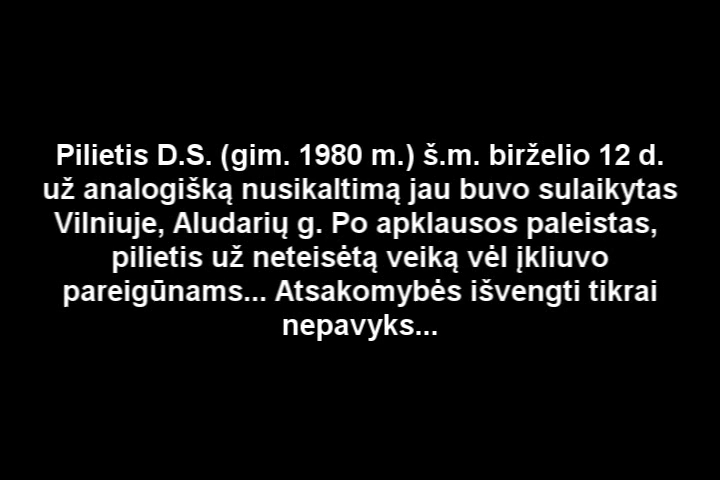 Pilietis D.S. (gim. 1980 m.) š.m. birželio 12 d.
už analogišką nusikaltimą jau buvo sulaikytas
Vilniuje, Aludarių g. Po apklausos paleistas,
pilietis už neteisėtą veiką vėl įkliuvo
pareigūnams... Atsakomybės išvengti tikrai
nepavyks...